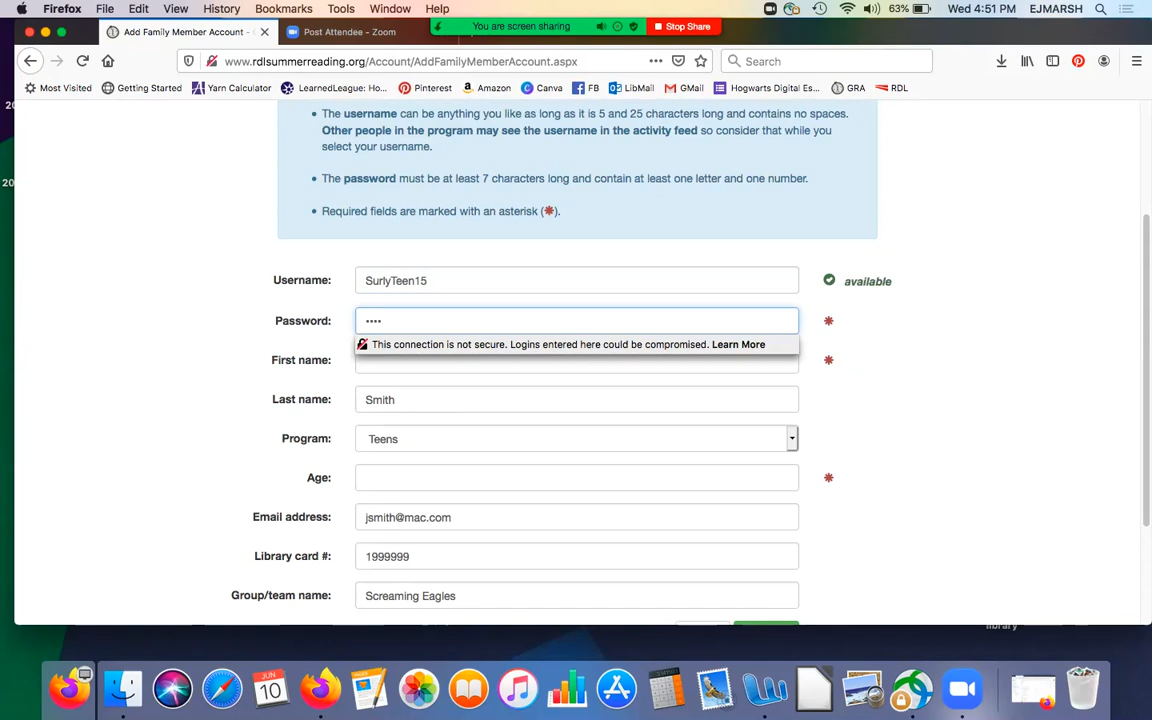 Firefox File Edit View History Bookmarks Tools Window Help 63% Wed 4:51 PM EJMARSH
You are screen sharing Stop Share
Add Family Member Account - Post Attendee - Zoom
www.rdlsummerreading.org/Account/AddFamilyMemberAccount.aspx Search
Most Visited Getting Started Yarn Calculator LearnedLeague: Ho... Pinterest Amazon Canva FB LibMail GMail Hogwarts Digital Es... GRA RDL
• The username can be anything you like as long as it is 5 and 25 characters long and contains no spaces.
Other people in the program may see the username in the activity feed so consider that while you
select your username.
• The password must be at least 7 characters long and contain at least one letter and one number.
• Required fields are marked with an asterisk (✱).
Username: SurlyTeen15 available
Password: ••••
This connection is not secure. Logins entered here could be compromised. Learn More
First name:
Last name: Smith
Program: Teens
Age:
Email address: jsmith@mac.com
Library card #: 1999999
Group/team name: Screaming Eagles
library
JUN
10